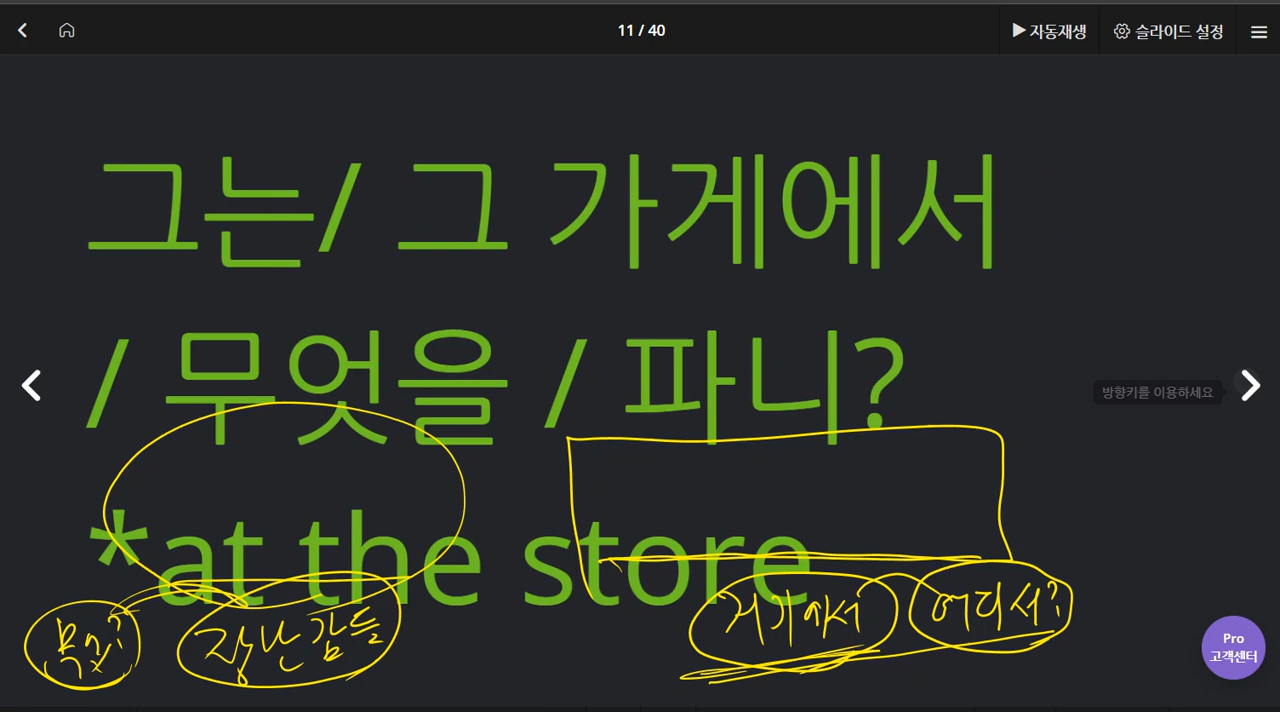 11 / 40
▶ 자동재생
슬라이드 설정
그는/ 그 가게에서
/ 무엇을 / 파니?
방향키를 이용하세요
*at the store
장난감들
거기에서
어디서?
Pro
고객센터